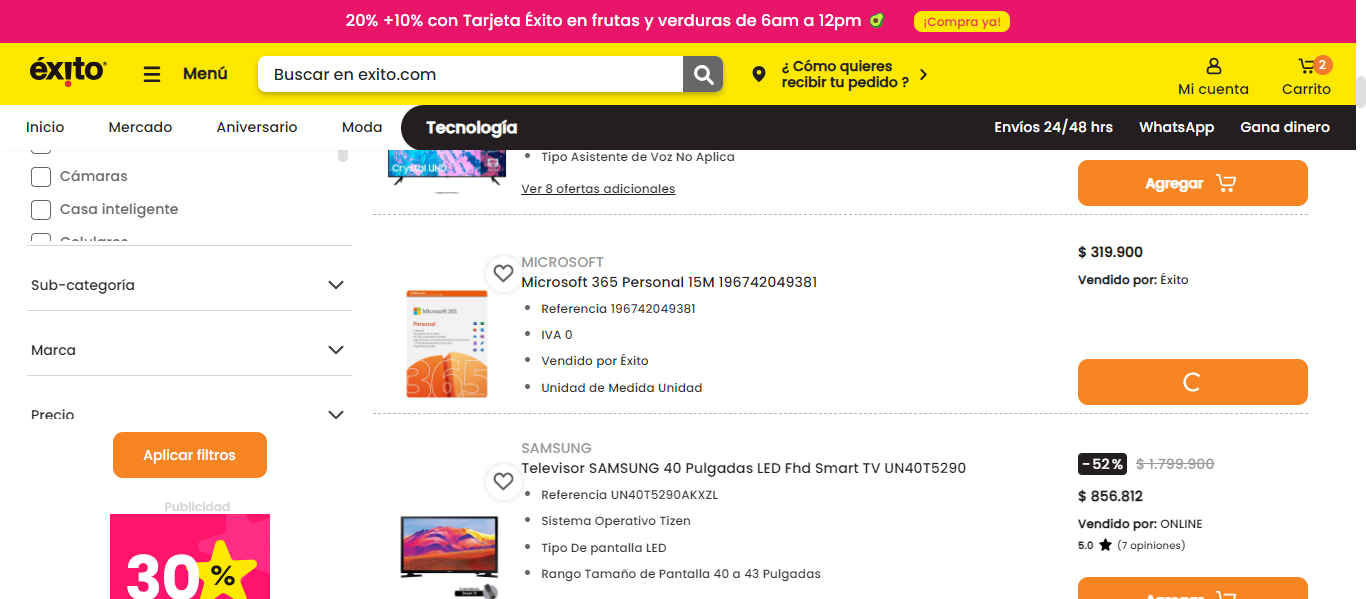 20% +10% con Tarjeta Éxito en frutas y verduras de 6am a 12pm
¡Compra ya!
éxito
Menú
Buscar en exito.com
¿ Cómo quieres
recibir tu pedido ?
Mi cuenta
2
Carrito
Inicio
Mercado
Aniversario
Moda
Tecnología
Envíos 24/48 hrs
WhatsApp
Gana dinero
Cámaras
Casa inteligente
Celulares
Sub-categoría
Marca
Precio
Aplicar filtros
Publicidad
30%
Crystal UHD
Tipo Asistente de Voz No Aplica
Ver 8 ofertas adicionales
Agregar
MICROSOFT
Microsoft 365 Personal 15M 196742049381
Referencia 196742049381
IVA 0
Vendido por Éxito
Unidad de Medida Unidad
Microsoft 365
Personal
365
$ 319.900
Vendido por: Éxito
SAMSUNG
Televisor SAMSUNG 40 Pulgadas LED Fhd Smart TV UN40T5290
Referencia UN40T5290AKXZL
Sistema Operativo Tizen
Tipo De pantalla LED
Rango Tamaño de Pantalla 40 a 43 Pulgadas
Smart TV
- 52 %
$ 1.799.900
$ 856.812
Vendido por: ONLINE
5.0
(7 opiniones)
Agregar